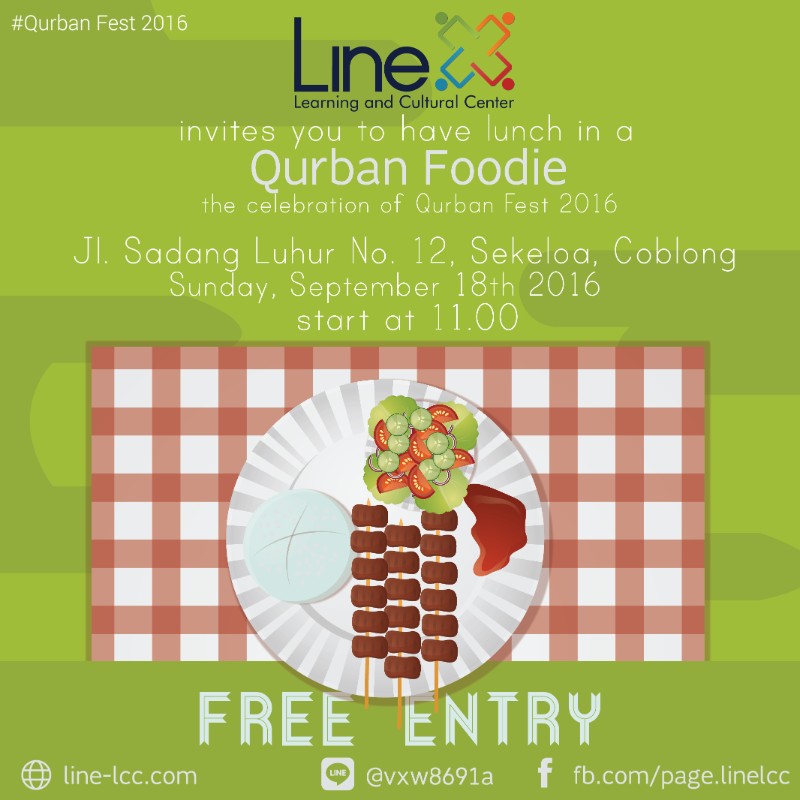 #Qurban Fest 2016
Line
Learning and Cultural Center
invites you to have lunch in a
Qurban Foodie
the celebration of Qurban Fest 2016
Jl. Sadang Luhur No. 12, Sekeloa, Coblong
Sunday, September 18th 2016
start at 11.00
FREE ENTRY
line-lcc.com
LINE @vxw8691a
f fb.com/page.linelcc